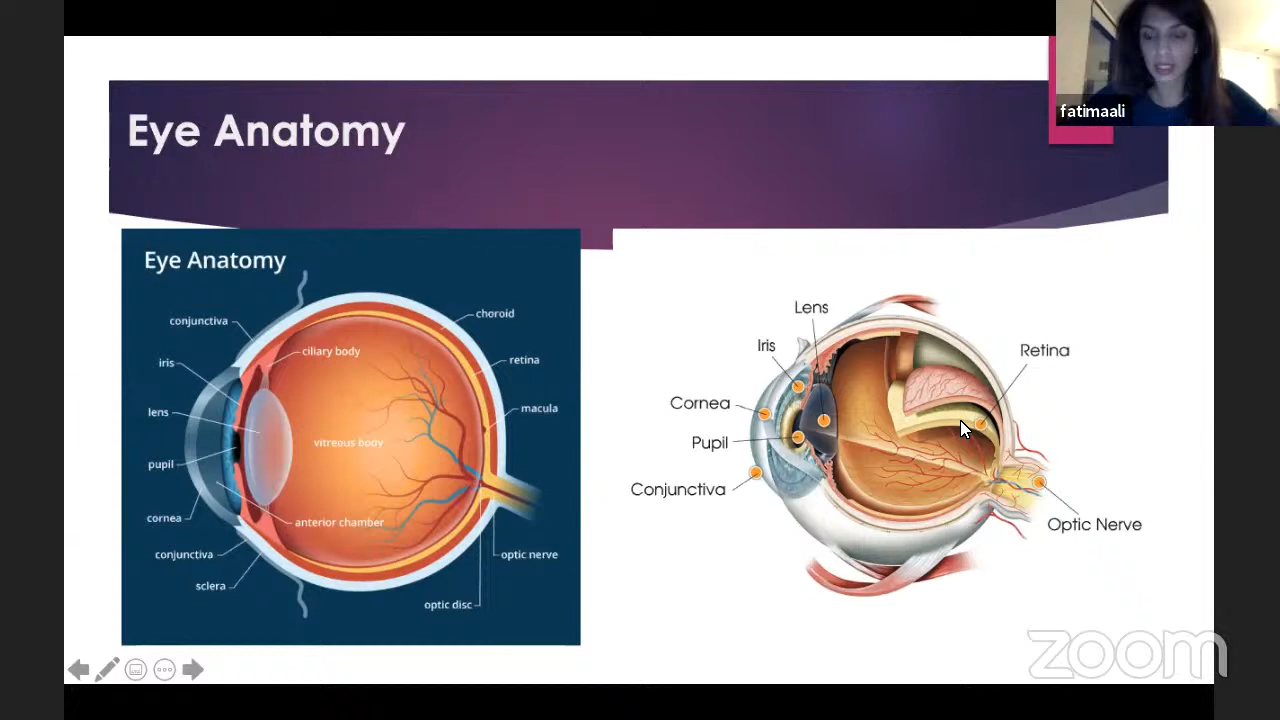 fatimaali
Eye Anatomy
Eye Anatomy
conjunctiva
iris
lens
pupil
cornea
conjunctiva
sclera
ciliary body
vitreous body
anterior chamber
choroid
retina
macula
optic nerve
optic disc
Lens
Iris
Cornea
Pupil
Conjunctiva
Retina
Optic Nerve
zoom